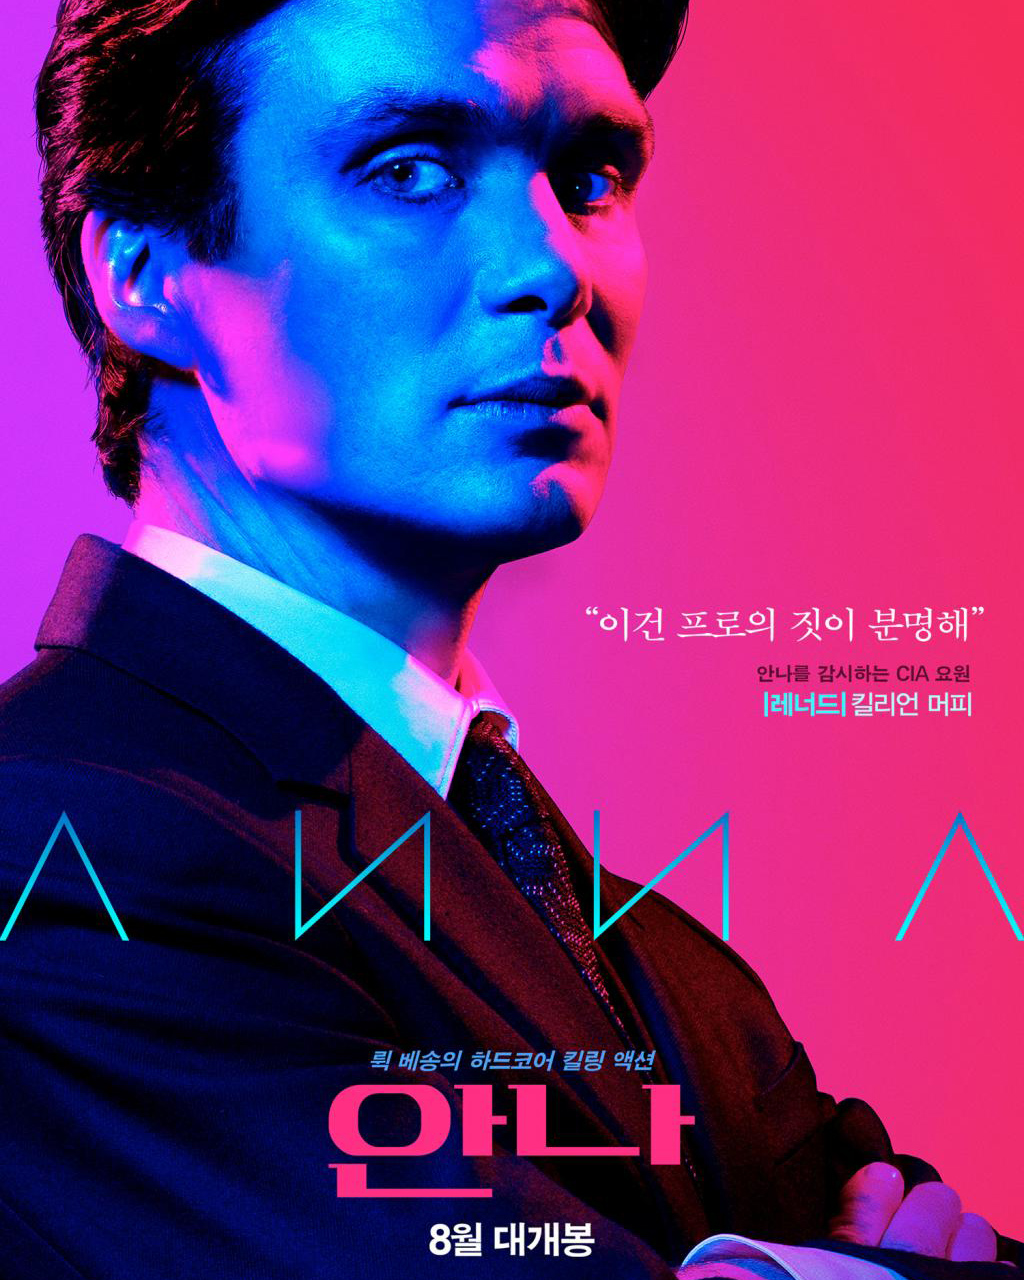 “이건 프로의 짓이 분명해”
안나를 감시하는 CIA 요원
|레너드| 킬리언 머피
ANNA
뤽 베송의 하드코어 킬링 액션
안나
8월 대개봉